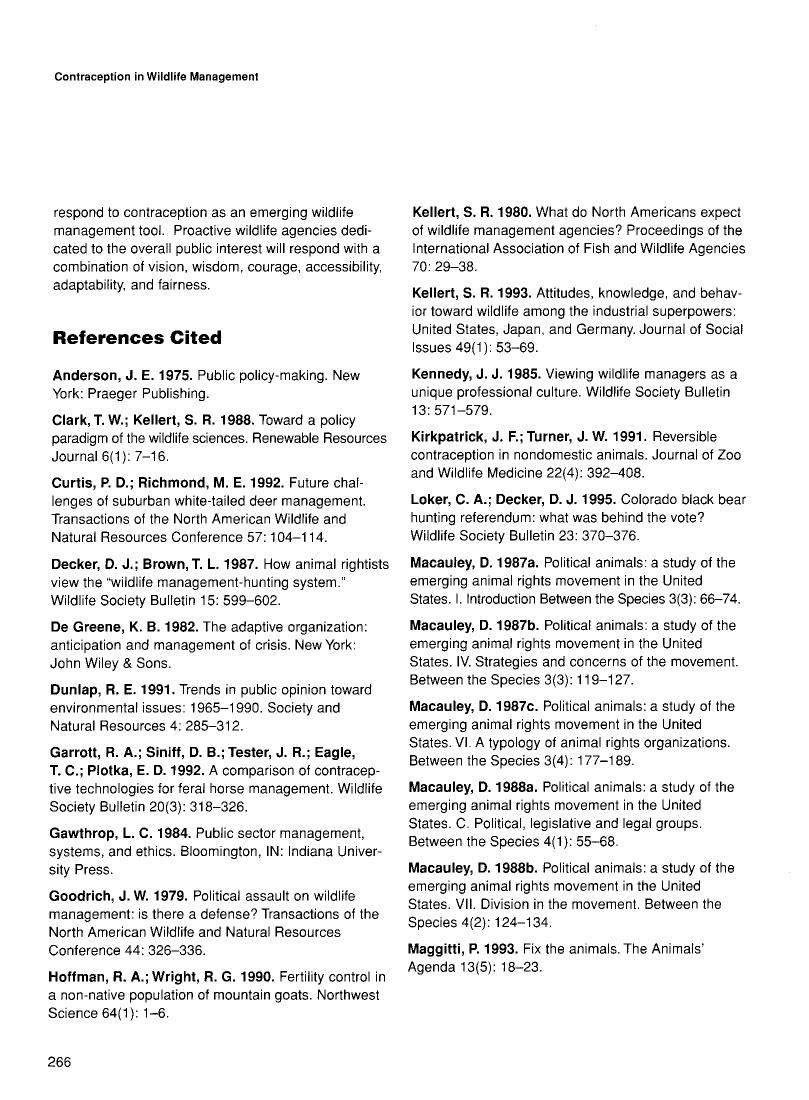 Contraception in Wildlife Management
respond to contraception as an emerging wildlife
management tool. Proactive wildlife agencies dedi-
cated to the overall public interest will respond with a
combination of vision, wisdom, courage, accessibility,
adaptability, and fairness.
References Cited
Anderson, J. E. 1975. Public policy-making. New
York: Praeger Publishing.
Clark, T. W.; Kellert, S. R. 1988. Toward a policy
paradigm of the wildlife sciences. Renewable Resources
Journal 6(1): 7–16.
Curtis, P. D.; Richmond, M. E. 1992. Future chal-
lenges of suburban white-tailed deer management.
Transactions of the North American Wildlife and
Natural Resources Conference 57: 104–114.
Decker, D. J.; Brown, T. L. 1987. How animal rightists
view the "wildlife management-hunting system."
Wildlife Society Bulletin 15: 599–602.
De Greene, K. B. 1982. The adaptive organization:
anticipation and management of crisis. New York:
John Wiley & Sons.
Dunlap, R. E. 1991. Trends in public opinion toward
environmental issues: 1965–1990. Society and
Natural Resources 4: 285–312.
Garrott, R. A.; Siniff, D. B.; Tester, J. R.; Eagle,
T. C.; Plotka, E. D. 1992. A comparison of contracep-
tive technologies for feral horse management. Wildlife
Society Bulletin 20(3): 318–326.
Gawthrop, L. C. 1984. Public sector management,
systems, and ethics. Bloomington, IN: Indiana Univer-
sity Press.
Goodrich, J. W. 1979. Political assault on wildlife
management: is there a defense? Transactions of the
North American Wildlife and Natural Resources
Conference 44: 326–336.
Hoffman, R. A.; Wright, R. G. 1990. Fertility control in
a non-native population of mountain goats. Northwest
Science 64(1): 1–6.
Kellert, S. R. 1980. What do North Americans expect
of wildlife management agencies? Proceedings of the
International Association of Fish and Wildlife Agencies
70: 29–38.
Kellert, S. R. 1993. Attitudes, knowledge, and behav-
ior toward wildlife among the industrial superpowers:
United States, Japan, and Germany. Journal of Social
Issues 49(1): 53–69.
Kennedy, J. J. 1985. Viewing wildlife managers as a
unique professional culture. Wildlife Society Bulletin
13: 571–579.
Kirkpatrick, J. F.; Turner, J. W. 1991. Reversible
contraception in nondomestic animals. Journal of Zoo
and Wildlife Medicine 22(4): 392–408.
Loker, C. A.; Decker, D. J. 1995. Colorado black bear
hunting referendum: what was behind the vote?
Wildlife Society Bulletin 23: 370–376.
Macauley, D. 1987a. Political animals: a study of the
emerging animal rights movement in the United
States. I. Introduction Between the Species 3(3): 66–74.
Macauley, D. 1987b. Political animals: a study of the
emerging animal rights movement in the United
States. IV. Strategies and concerns of the movement.
Between the Species 3(3): 119–127.
Macauley, D. 1987c. Political animals: a study of the
emerging animal rights movement in the United
States. VI. A typology of animal rights organizations.
Between the Species 3(4): 177–189.
Macauley, D. 1988a. Political animals: a study of the
emerging animal rights movement in the United
States. C. Political, legislative and legal groups.
Between the Species 4(1): 55–68.
Macauley, D. 1988b. Political animals: a study of the
emerging animal rights movement in the United
States. VII. Division in the movement. Between the
Species 4(2): 124–134.
Maggitti, P. 1993. Fix the animals. The Animals'
Agenda 13(5): 18–23.
266